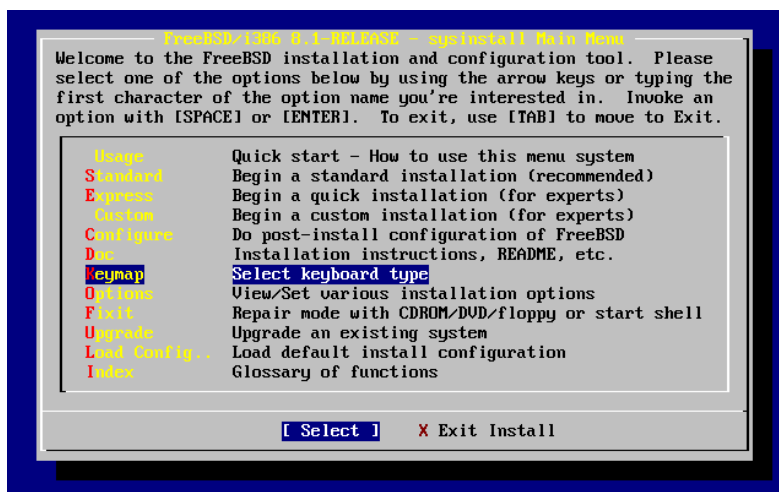 FreeBSD/i386 8.1-RELEASE - sysinstall Main Menu
Welcome to the FreeBSD installation and configuration tool.  Please
select one of the options below by using the arrow keys or typing the
first character of the option name you're interested in.  Invoke an
option with [SPACE] or [ENTER].  To exit, use [TAB] to move to Exit.
Usage Quick start - How to use this menu system
Standard Begin a standard installation (recommended)
Express Begin a quick installation (for experts)
Custom Begin a custom installation (for experts)
Configure Do post-install configuration of FreeBSD
Doc Installation instructions, README, etc.
Keymap Select keyboard type
Options View/Set various installation options
Fixit Repair mode with CDROM/DVD/floppy or start shell
Upgrade Upgrade an existing system
Load Config.. Load default install configuration
Index Glossary of functions
[ Select ] X Exit Install